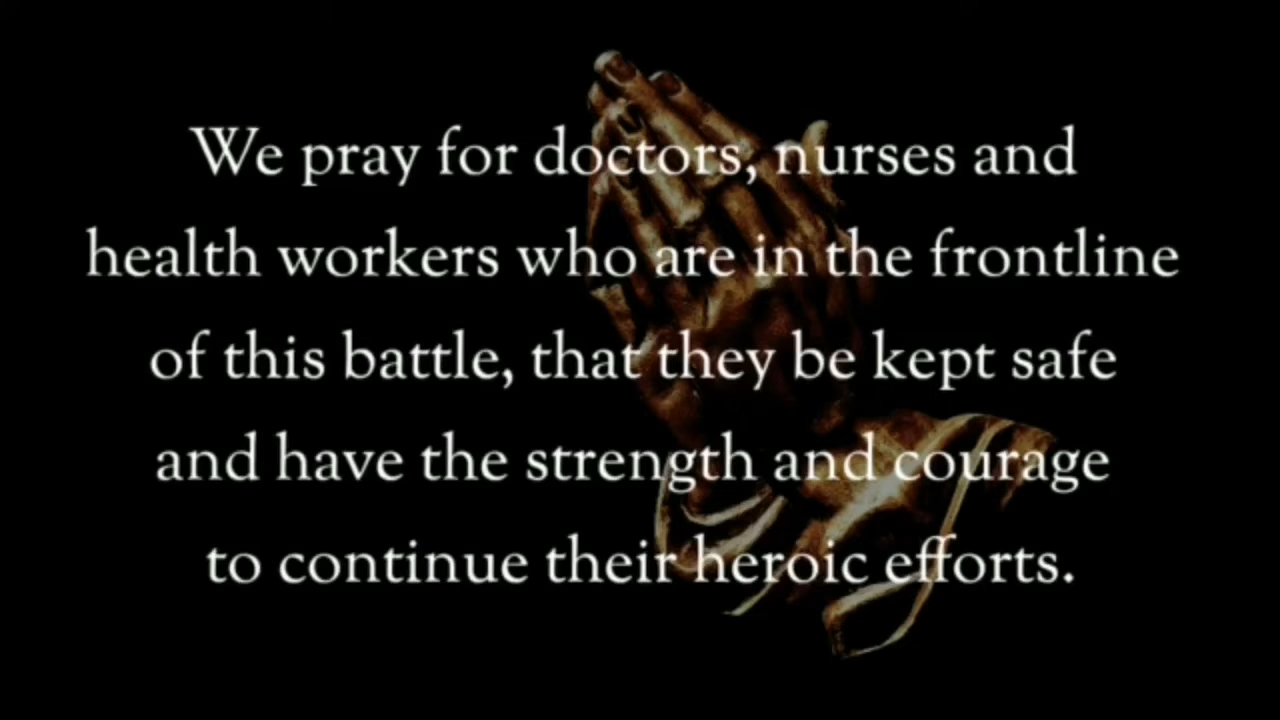 We pray for doctors, nurses and
health workers who are in the frontline
of this battle, that they be kept safe
and have the strength and courage
to continue their heroic efforts.